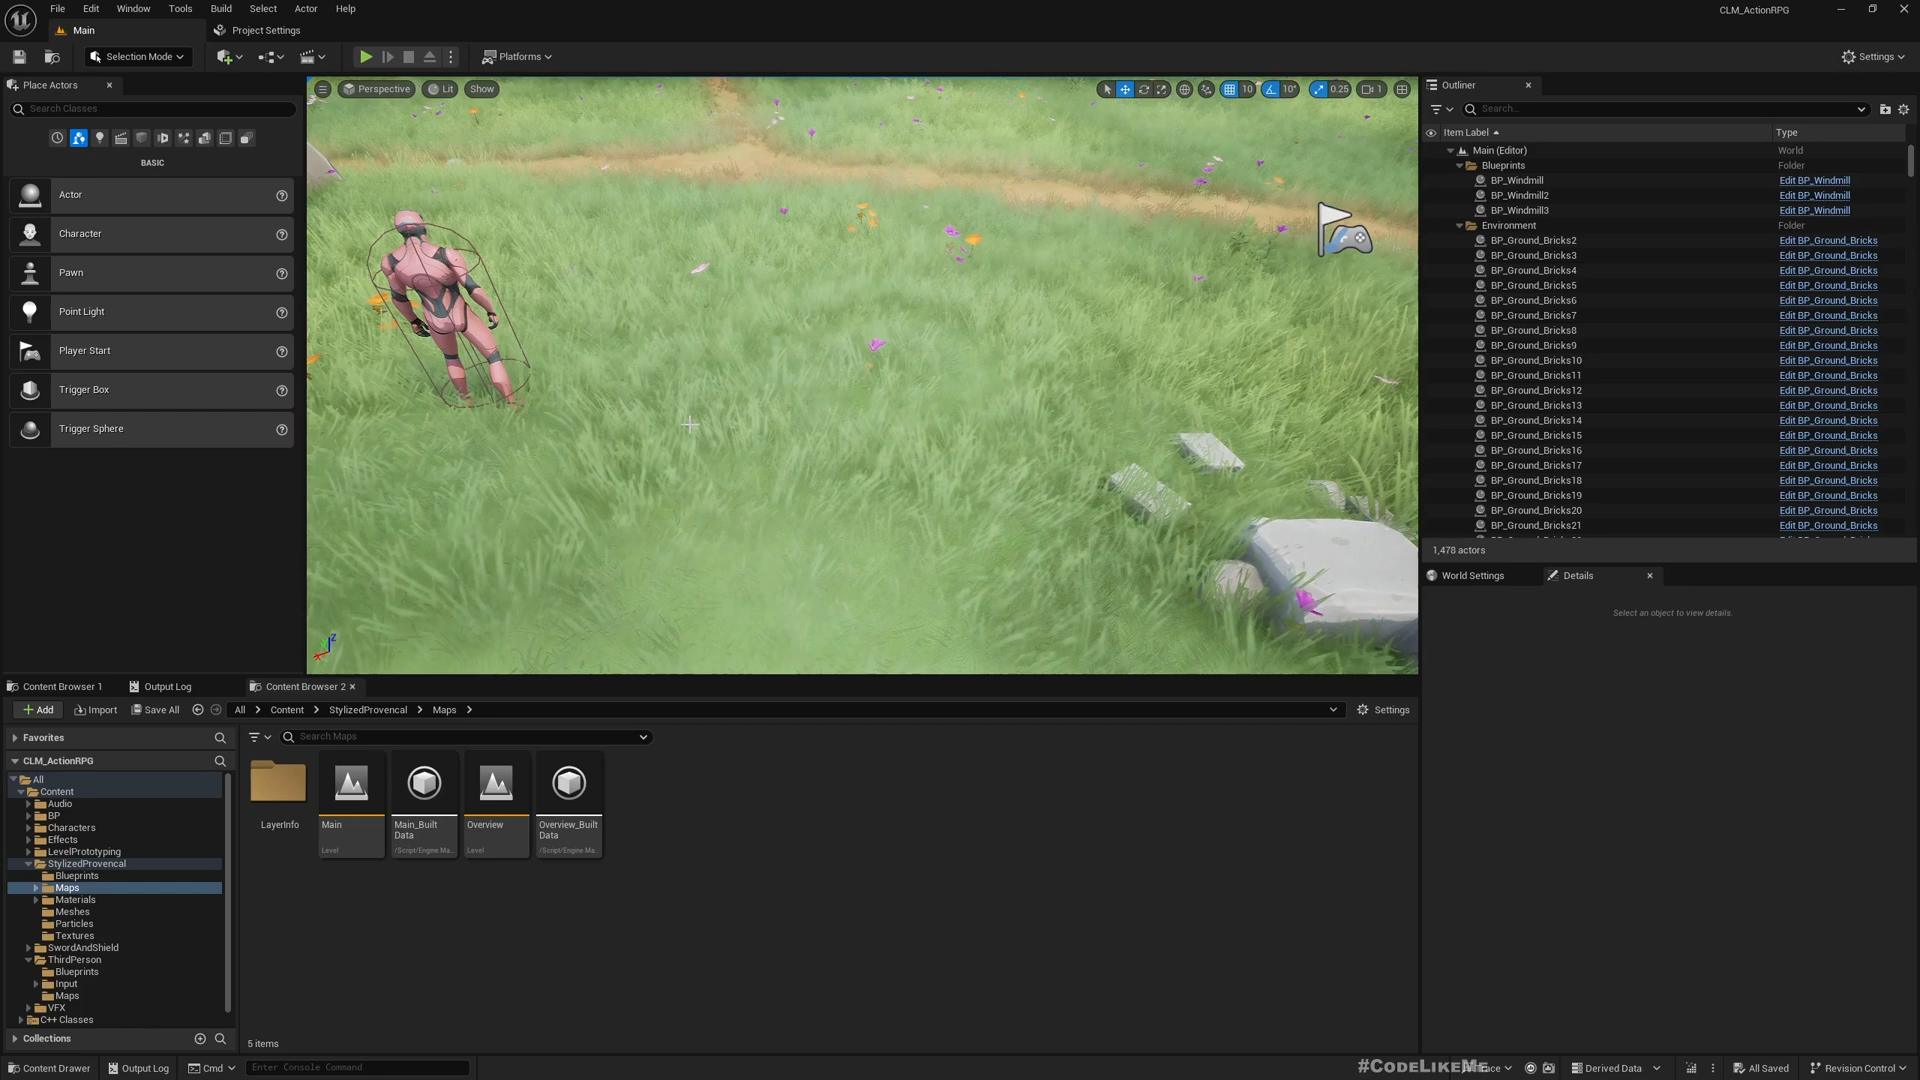 File Edit Window Tools Build Select Actor Help
CLM_ActionRPG
Main
Project Settings
Selection Mode
Platforms
Settings
Place Actors
Search Classes
BASIC
Actor
Character
Pawn
Point Light
Player Start
Trigger Box
Trigger Sphere
Perspective
Lit
Show
10
10°
0.25
1
Z
X
Outliner
Search...
Item Label
Type
Main (Editor) World
Blueprints Folder
BP_Windmill Edit BP_Windmill
BP_Windmill2 Edit BP_Windmill
BP_Windmill3 Edit BP_Windmill
Environment Folder
BP_Ground_Bricks2 Edit BP_Ground_Bricks
BP_Ground_Bricks3 Edit BP_Ground_Bricks
BP_Ground_Bricks4 Edit BP_Ground_Bricks
BP_Ground_Bricks5 Edit BP_Ground_Bricks
BP_Ground_Bricks6 Edit BP_Ground_Bricks
BP_Ground_Bricks7 Edit BP_Ground_Bricks
BP_Ground_Bricks8 Edit BP_Ground_Bricks
BP_Ground_Bricks9 Edit BP_Ground_Bricks
BP_Ground_Bricks10 Edit BP_Ground_Bricks
BP_Ground_Bricks11 Edit BP_Ground_Bricks
BP_Ground_Bricks12 Edit BP_Ground_Bricks
BP_Ground_Bricks13 Edit BP_Ground_Bricks
BP_Ground_Bricks14 Edit BP_Ground_Bricks
BP_Ground_Bricks15 Edit BP_Ground_Bricks
BP_Ground_Bricks16 Edit BP_Ground_Bricks
BP_Ground_Bricks17 Edit BP_Ground_Bricks
BP_Ground_Bricks18 Edit BP_Ground_Bricks
BP_Ground_Bricks19 Edit BP_Ground_Bricks
BP_Ground_Bricks20 Edit BP_Ground_Bricks
BP_Ground_Bricks21 Edit BP_Ground_Bricks
1,478 actors
World Settings
Details
Select an object to view details.
Content Browser 1
Output Log
Content Browser 2
Add
Import
Save All
All
Content
StylizedProvencal
Maps
Settings
Favorites
CLM_ActionRPG
All
Content
Audio
BP
Characters
Effects
LevelPrototyping
StylizedProvencal
Blueprints
Maps
Materials
Meshes
Particles
Textures
SwordAndShield
ThirdPerson
Blueprints
Input
Maps
VFX
C++ Classes
Collections
Search Maps
LayerInfo
Main
Level
Main_Built
Data
/Script/Engine.Ma...
Overview
Level
Overview_Built
Data
/Script/Engine.Ma...
5 items
Content Drawer
Output Log
Cmd
Enter Console Command
#CodeLikeMe
Derived Data
All Saved
Revision Control